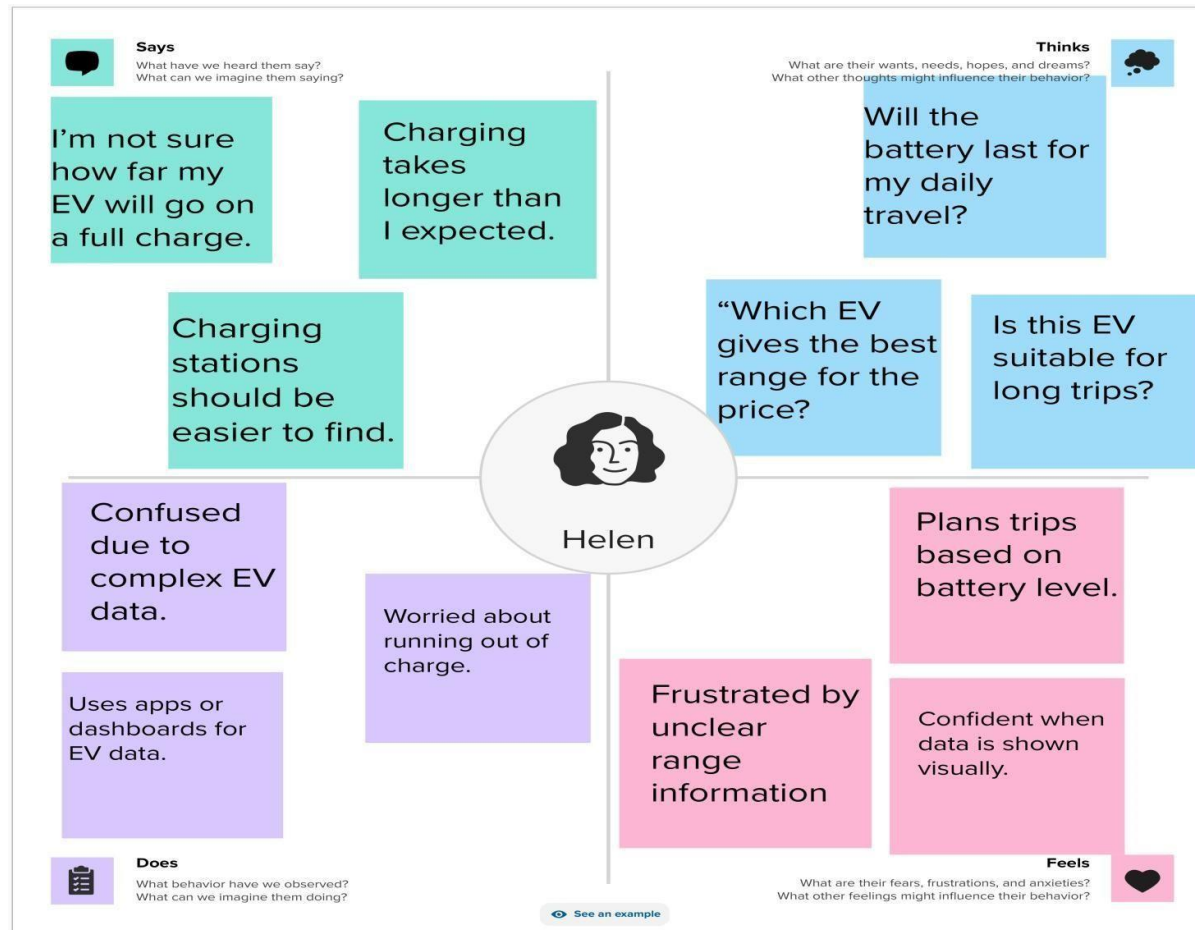 Says
What have we heard them say?
What can we imagine them saying?
I’m not sure
how far my
EV will go on
a full charge.
Charging
takes
longer than
I expected.
Charging
stations
should be
easier to find.
Thinks
What are their wants, needs, hopes, and dreams?
What other thoughts might influence their behavior?
Will the
battery last for
my daily
travel?
“Which EV
gives the best
range for the
price?
Is this EV
suitable for
long trips?
Helen
Confused
due to
complex EV
data.
Worried about
running out of
charge.
Uses apps or
dashboards for
EV data.
Does
What behavior have we observed?
What can we imagine them doing?
Plans trips
based on
battery level.
Frustrated by
unclear
range
information
Confident when
data is shown
visually.
Feels
What are their fears, frustrations, and anxieties?
What other feelings might influence their behavior?
See an example